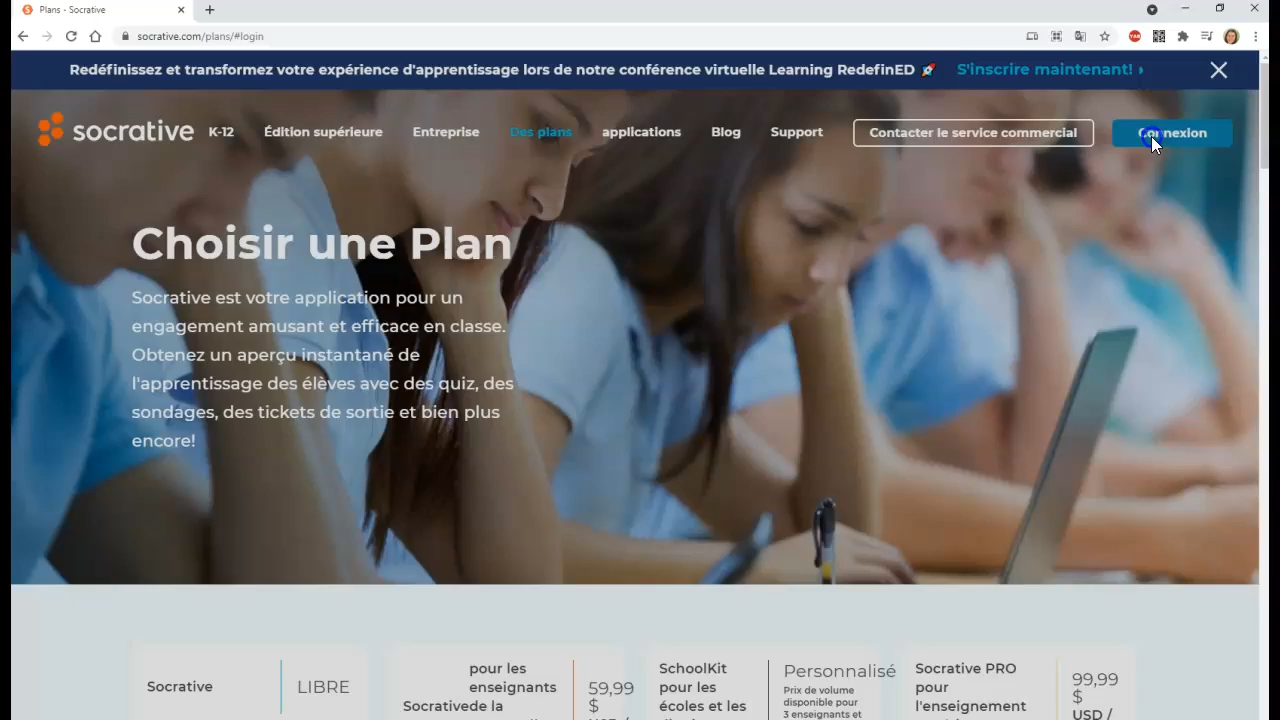 Plans - Socrative
socrative.com/plans/#login
Redéfinissez et transformez votre expérience d'apprentissage lors de notre conférence virtuelle Learning RedefinED 🚀 S'inscrire maintenant! ›
socrative K-12 Édition supérieure Entreprise Des plans applications Blog Support Contacter le service commercial Connexion
Choisir une Plan
Socrative est votre application pour un
engagement amusant et efficace en classe.
Obtenez un aperçu instantané de
l'apprentissage des élèves avec des quiz, des
sondages, des tickets de sortie et bien plus
encore!
Socrative
LIBRE
pour les
enseignants
Socrativede la
59,99
$
SchoolKit
pour les
écoles et les
Personnalisé
Prix de volume
disponible pour
3 enseignants et
Socrative PRO
pour
l'enseignement
99,99
$
USD /